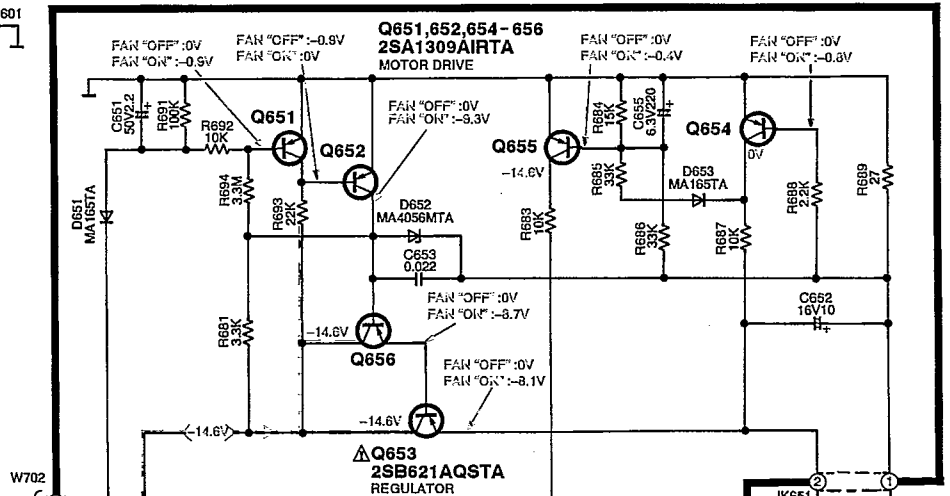 601
Q651,652,654-656
2SA1309AIRTA
MOTOR DRIVE
FAN "OFF" :0V
FAN "ON" :-0.9V
FAN "OFF" :-0.9V
FAN "ON" :0V
FAN "OFF" :0V
FAN "ON" :-0.4V
FAN "OFF" :0V
FAN "ON" :-0.8V
C651
50V2.2
R691
100K
R692
10K
Q651
Q652
FAN "OFF" :0V
FAN "ON" :-9.3V
Q655
-14.6V
R684
15K
C655
6.3V220
Q654
0V
R685
33K
D653
MA165TA
R688
2.2K
R689
27
D651
MA165TA
R694
3.3M
R693
22K
D652
MA4056MTA
C653
0.022
R683
10K
R686
33K
R687
10K
FAN "OFF" :0V
FAN "ON" :-8.7V
C652
16V10
R681
3.3K
-14.6V
Q656
FAN "OFF" :0V
FAN "ON" :-8.1V
-14.6V
-14.6V
Q653
2SB621AQSTA
REGULATOR
W702
2
1
JK651